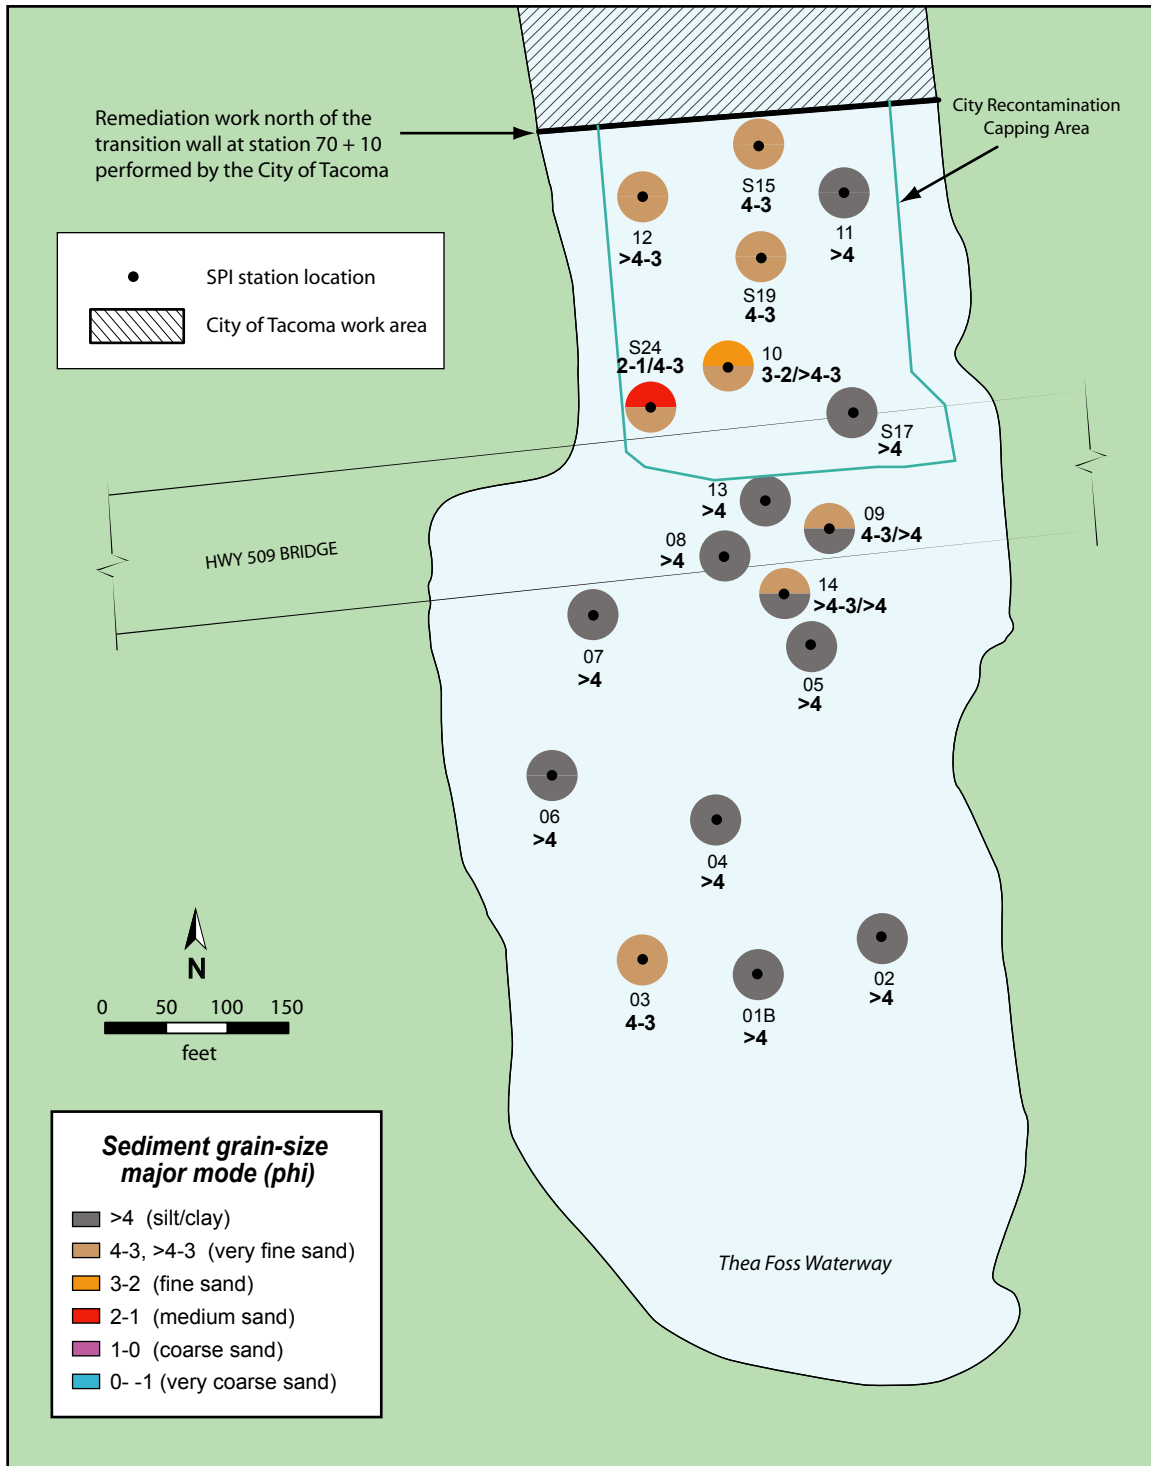 Remediation work north of the
transition wall at station 70 + 10
performed by the City of Tacoma
City Recontamination
Capping Area
SPI station location
City of Tacoma work area
S15
4-3
12
>4-3
11
>4
S19
4-3
S24
2-1/4-3
10
3-2/>4-3
S17
>4
13
>4
09
4-3/>4
08
>4
HWY 509 BRIDGE
14
>4-3/>4
07
>4
05
>4
06
>4
04
>4
03
4-3
01B
>4
02
>4
N
0 50 100 150
feet
Sediment grain-size
major mode (phi)
>4 (silt/clay)
4-3, >4-3 (very fine sand)
3-2 (fine sand)
2-1 (medium sand)
1-0 (coarse sand)
0- -1 (very coarse sand)
Thea Foss Waterway